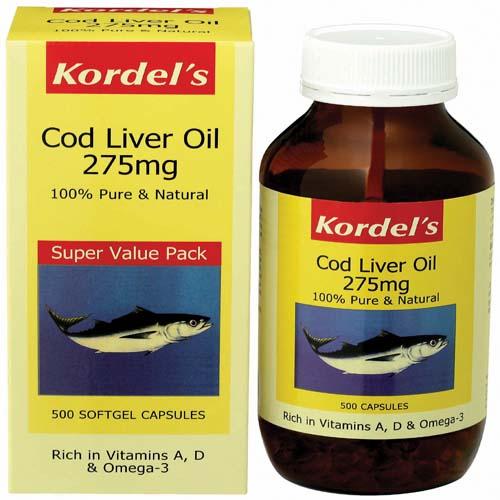 Kordel's
Cod Liver Oil
275mg
100% Pure & Natural
Super Value Pack
500 SOFTGEL CAPSULES
Rich in Vitamins A, D
& Omega-3
Kordel's
Cod Liver Oil
275mg
100% Pure & Natural
500 CAPSULES
Rich in Vitamins A, D & Omega-3